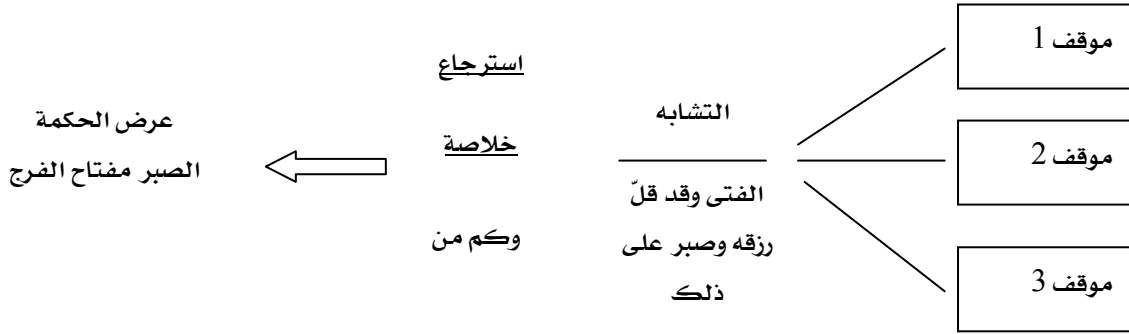 موقف 1
موقف 2
موقف 3
التشابه
الفتى وقد قلّ
رزقه وصبر على
ذلك
استرجاع
خلاصة
وكم من
عرض الحكمة
الصبر مفتاح الفرج